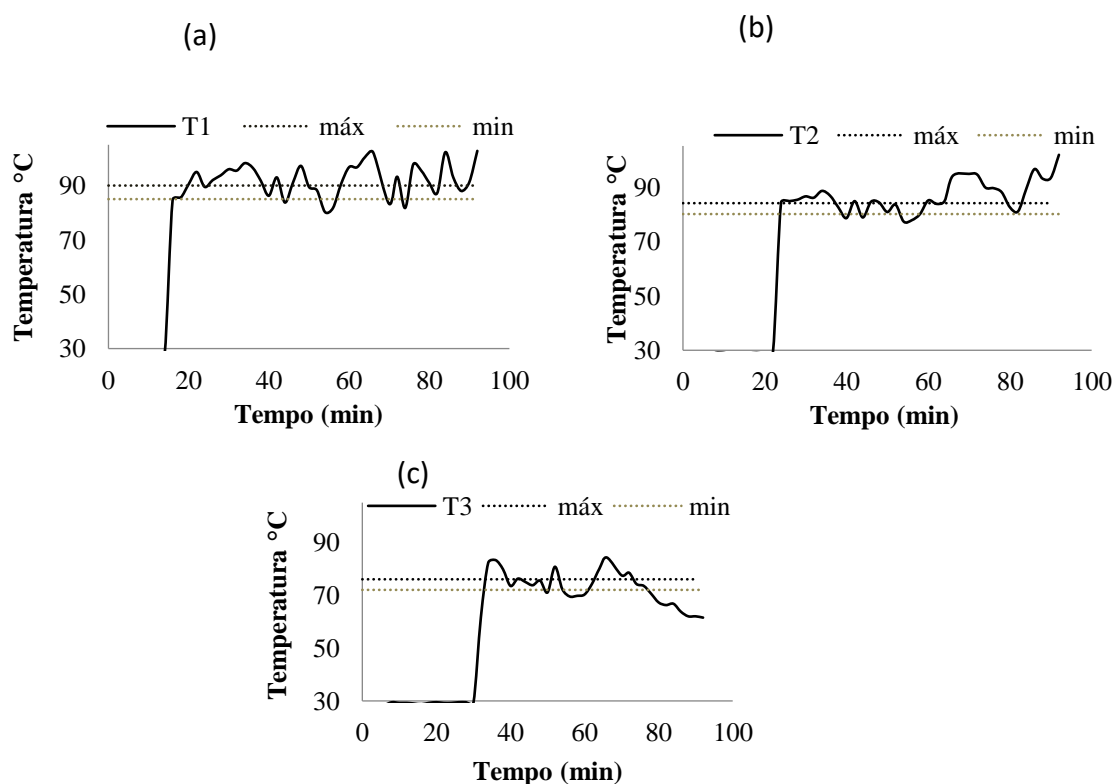 (a)
T1 máx min
Temperatura °C
90
70
50
30
0 20 40 60 80 100
Tempo (min)
(b)
T2 máx min
Temperatura °C
90
70
50
30
0 20 40 60 80 100
Tempo (min)
(c)
T3 máx min
Temperatura °C
90
70
50
30
0 20 40 60 80 100
Tempo (min)